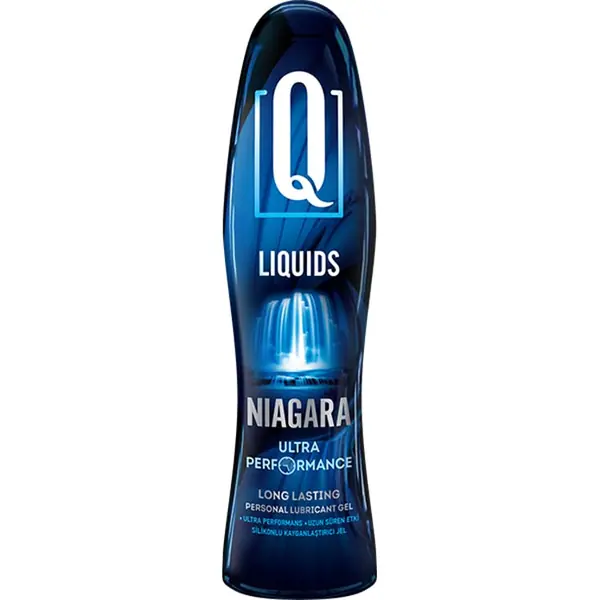 Q
LIQUIDS
NIAGARA
ULTRA
PERFORMANCE
LONG LASTING
PERSONAL LUBRICANT GEL
• ULTRA PERFORMANS • UZUN SÜREN ETKİ
SİLİKONLU KAYGANLAŞTIRICI JEL